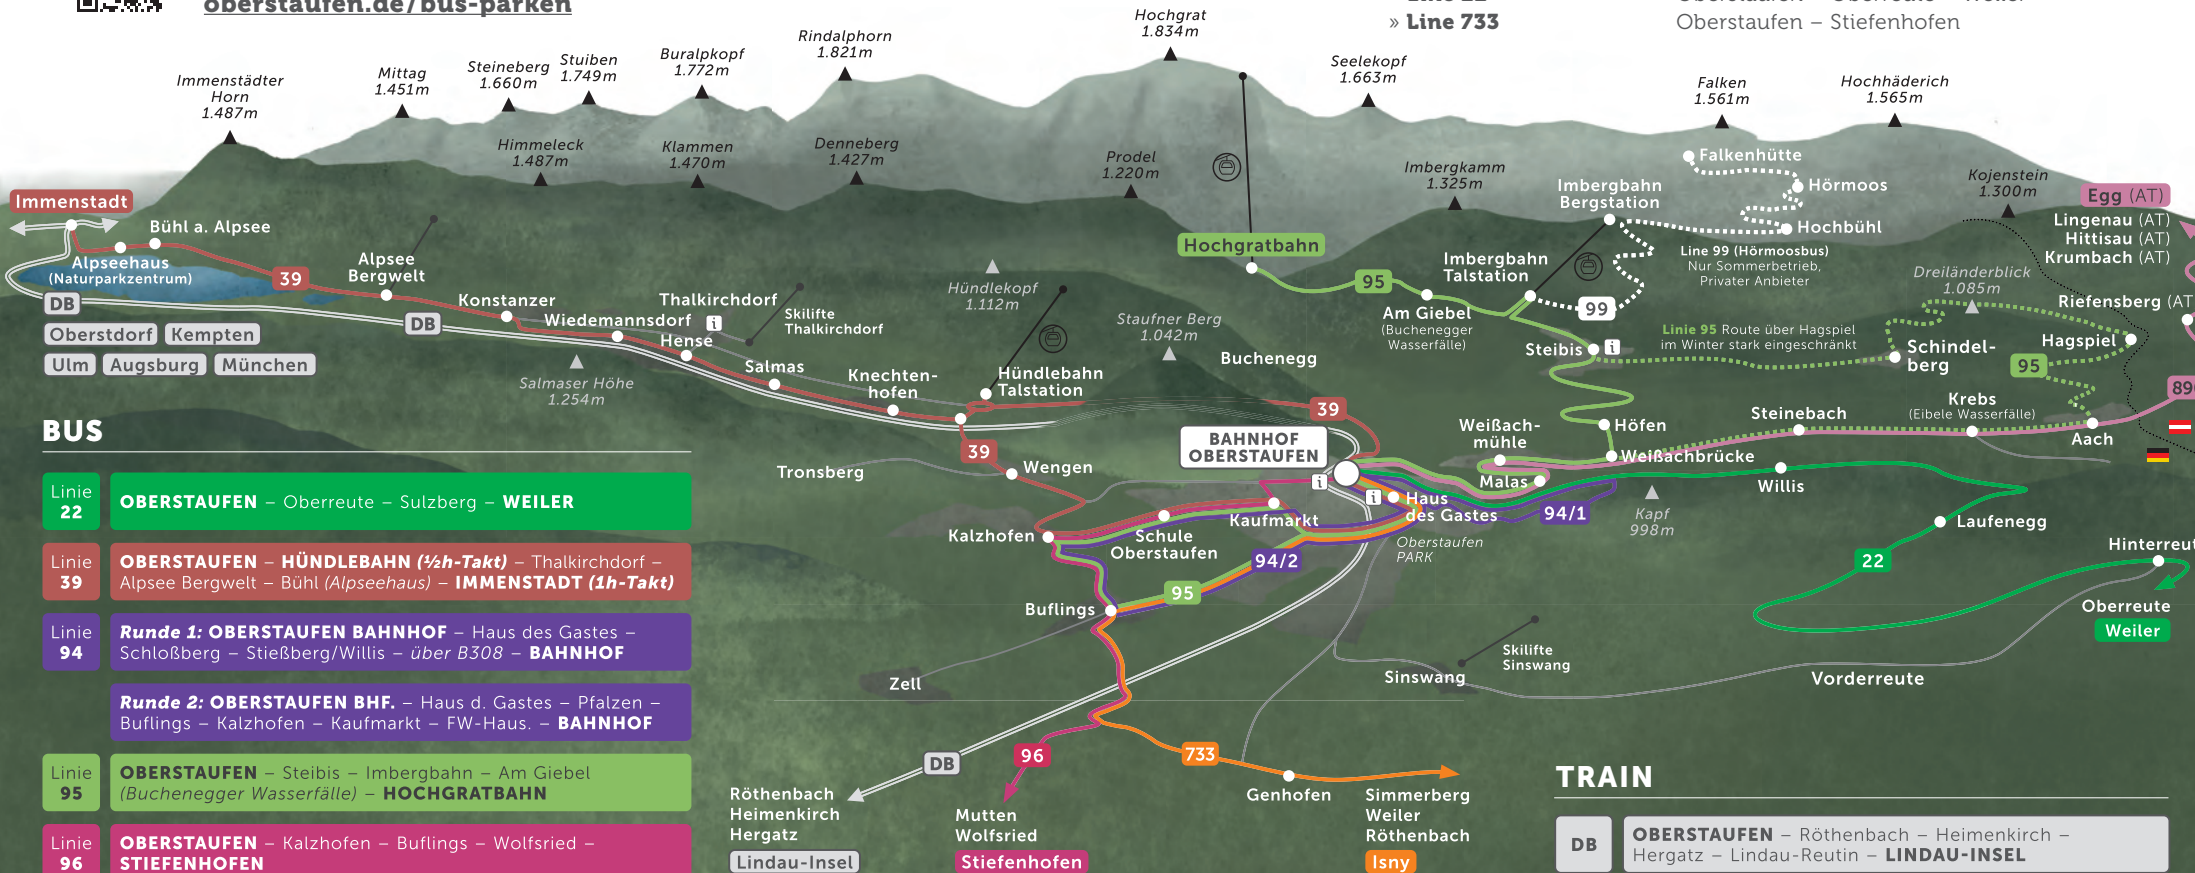 oberstaufen.de/bus-parken
» Line 733
Oberstaufen – Stiefenhofen
Hochgrat
1.834m
Rindalphorn
1.821m
Buralpkopf
1.772m
Stuiben
1.749m
Steineberg
1.660m
Mittag
1.451m
Immenstädter
Horn
1.487m
Seelekopf
1.663m
Falken
1.561m
Hochhäderich
1.565m
Himmeleck
1.487m
Klammen
1.470m
Denneberg
1.427m
Prodel
1.220m
Imbergkamm
1.325m
Kojenstein
1.300m
Falkenhütte
Hörmoos
Hochbühl
Imbergbahn
Bergstation
Line 99 (Hörmoosbus)
Nur Sommerbetrieb,
Privater Anbieter
Egg (AT)
Lingenau (AT)
Hittisau (AT)
Krumbach (AT)
Riefensberg (AT
Immenstadt
Bühl a. Alpsee
Alpseehaus
(Naturparkzentrum)
39
Alpsee
Bergwelt
DB
DB
Oberstdorf
Kempten
Ulm
Augsburg
München
Konstanzer
Wiedemannsdorf
Thalkirchdorf
i
Hense
Skilifte
Thalkirchdorf
Salmaser Höhe
1.254m
Salmas
Knechten-
hofen
Hündlekopf
1.112m
Hündlebahn
Talstation
Staufner Berg
1.042m
Buchenegg
Hochgratbahn
95
Am Giebel
(Buchenegger
Wasserfälle)
Imbergbahn
Talstation
99
Steibis
i
Linie 95 Route über Hagspiel
im Winter stark eingeschränkt
Dreiländerblick
1.085m
Schindel-
berg
Hagspiel
95
Krebs
(Eibele Wasserfälle)
Aach
Steinebach
Höfen
Weißachbrücke
Weißach-
mühle
Malas
39
39
BAHNHOF
OBERSTAUFEN
i
i
Haus
des Gastes
Oberstaufen
PARK
Tronsberg
Wengen
Kalzhofen
Schule
Oberstaufen
Kaufmarkt
94/2
95
94/1
Kapf
998m
Willis
Laufenegg
22
Oberreute
Weiler
Vorderreute
Buflings
Zell
Sinswang
Skilifte
Sinswang
DB
96
733
Genhofen
Röthenbach
Heimenkirch
Hergatz
Lindau-Insel
Mutten
Wolfsried
Stiefenhofen
Simmerberg
Weiler
Röthenbach
Isny
BUS
Linie
22
OBERSTAUFEN – Oberreute – Sulzberg – WEILER
Linie
39
OBERSTAUFEN – HÜNDLEBAHN (½h-Takt) – Thalkirchdorf –
Alpsee Bergwelt – Bühl (Alpseehaus) – IMMENSTADT (1h-Takt)
Linie
94
Runde 1: OBERSTAUFEN BAHNHOF – Haus des Gastes –
Schloßberg – Stießberg/Willis – über B308 – BAHNHOF
Runde 2: OBERSTAUFEN BHF. – Haus d. Gastes – Pfalzen –
Buflings – Kalzhofen – Kaufmarkt – FW-Haus. – BAHNHOF
Linie
95
OBERSTAUFEN – Steibis – Imbergbahn – Am Giebel
(Buchenegger Wasserfälle) – HOCHGRATBAHN
Linie
96
OBERSTAUFEN – Kalzhofen – Buflings – Wolfsried –
STIEFENHOFEN
TRAIN
DB
OBERSTAUFEN – Röthenbach – Heimenkirch –
Hergatz – Lindau-Reutin – LINDAU-INSEL